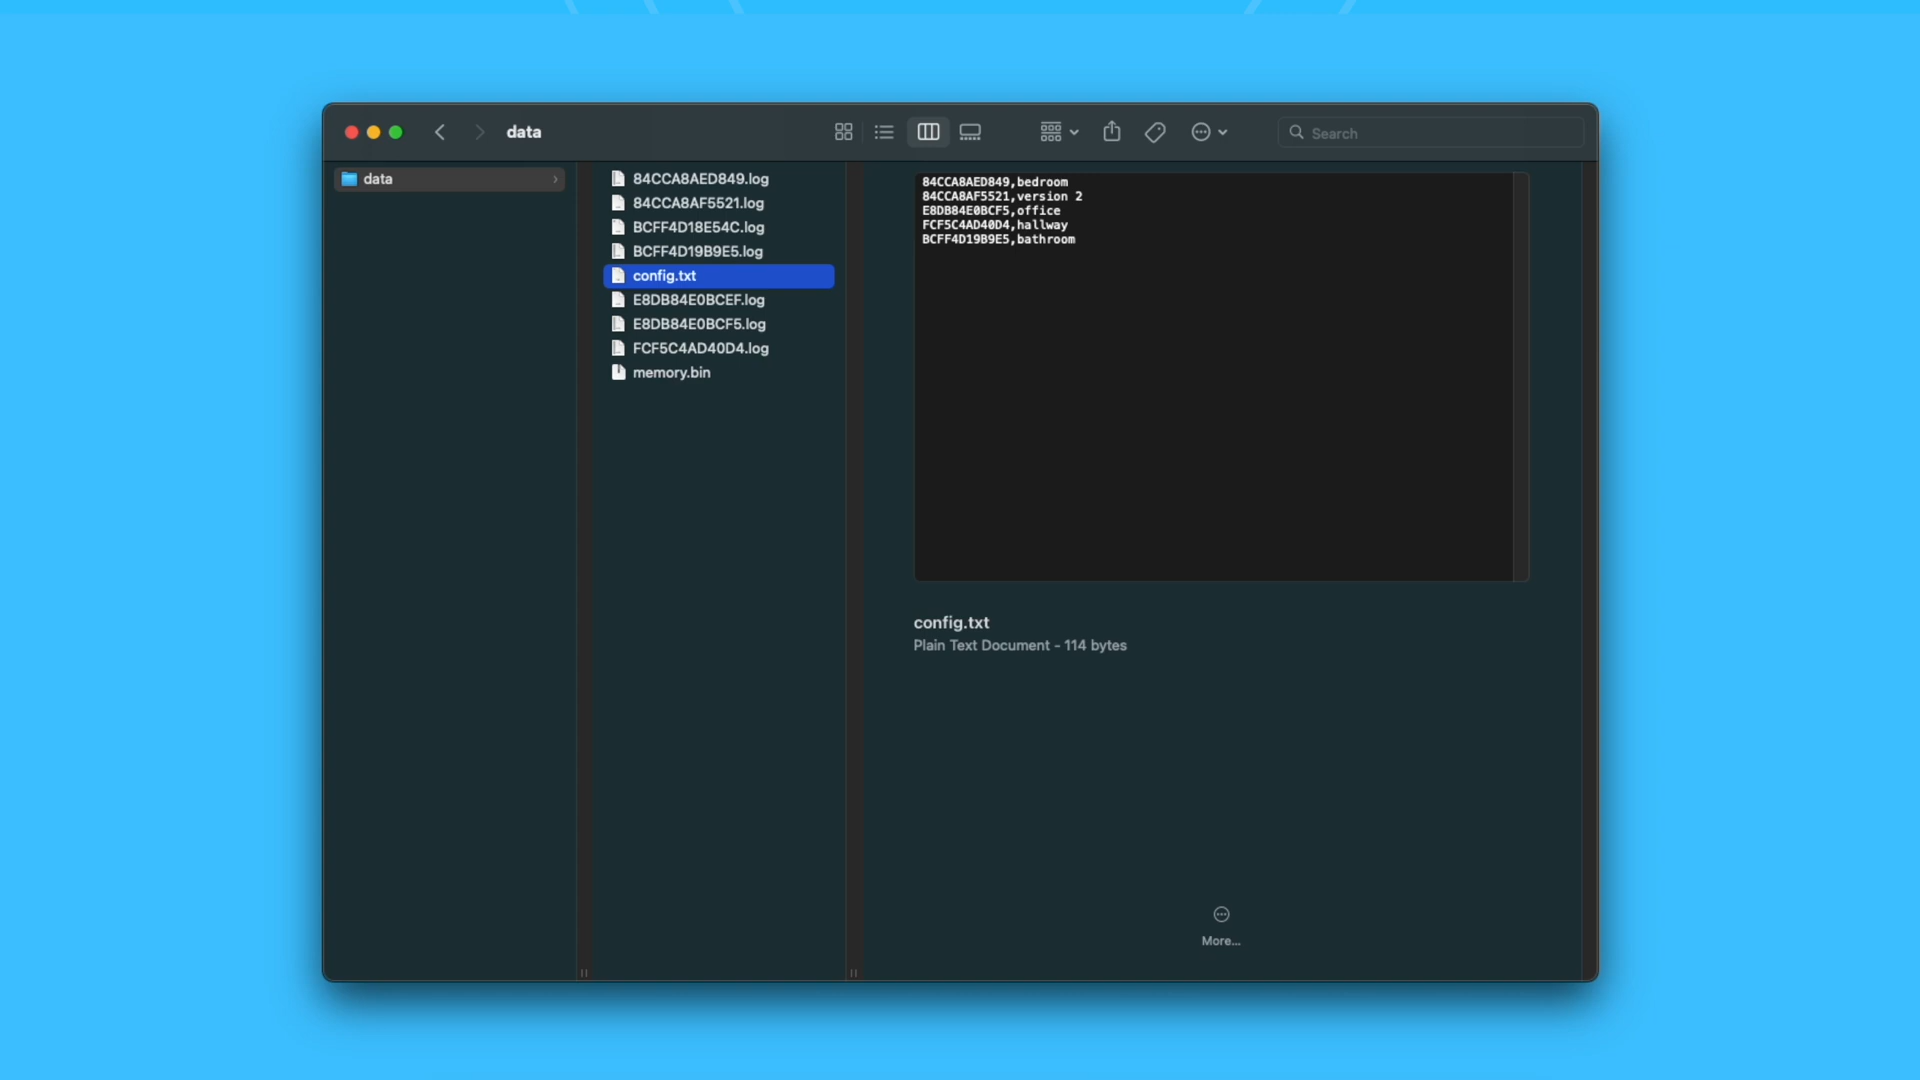 data
Search
data
84CCA8AED849.log
84CCA8AF5521.log
BCFF4D18E54C.log
BCFF4D19B9E5.log
config.txt
E8DB84E0BCEF.log
E8DB84E0BCF5.log
FCF5C4AD40D4.log
memory.bin
84CCA8AED849,bedroom
84CCA8AF5521,version 2
E8DB84E0BCF5,office
FCF5C4AD40D4,hallway
BCFF4D19B9E5,bathroom
config.txt
Plain Text Document - 114 bytes
More...